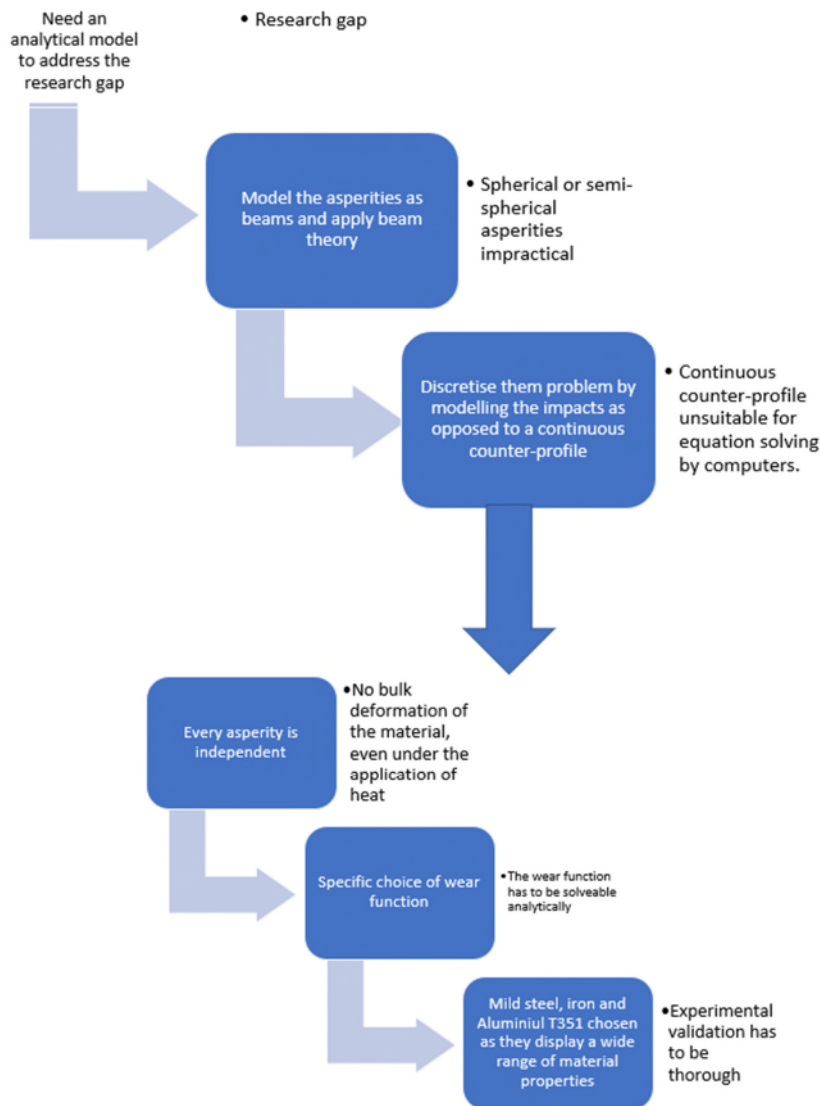 Need an
analytical model
to address the
research gap
• Research gap
Model the asperities as
beams and apply beam
theory
• Spherical or semi-
spherical
asperities
impractical
Discretise them problem by
modelling the impacts as
opposed to a continuous
counter-profile
• Continuous
counter-profile
unsuitable for
equation solving
by computers.
Every asperity is
independent
•No bulk
deformation of
the material,
even under the
application of
heat
Specific choice of wear
function
•The wear function
has to be solveable
analytically
Mild steel, iron and
Aluminiul T351 chosen
as they display a wide
range of material
properties
•Experimental
validation has
to be
thorough